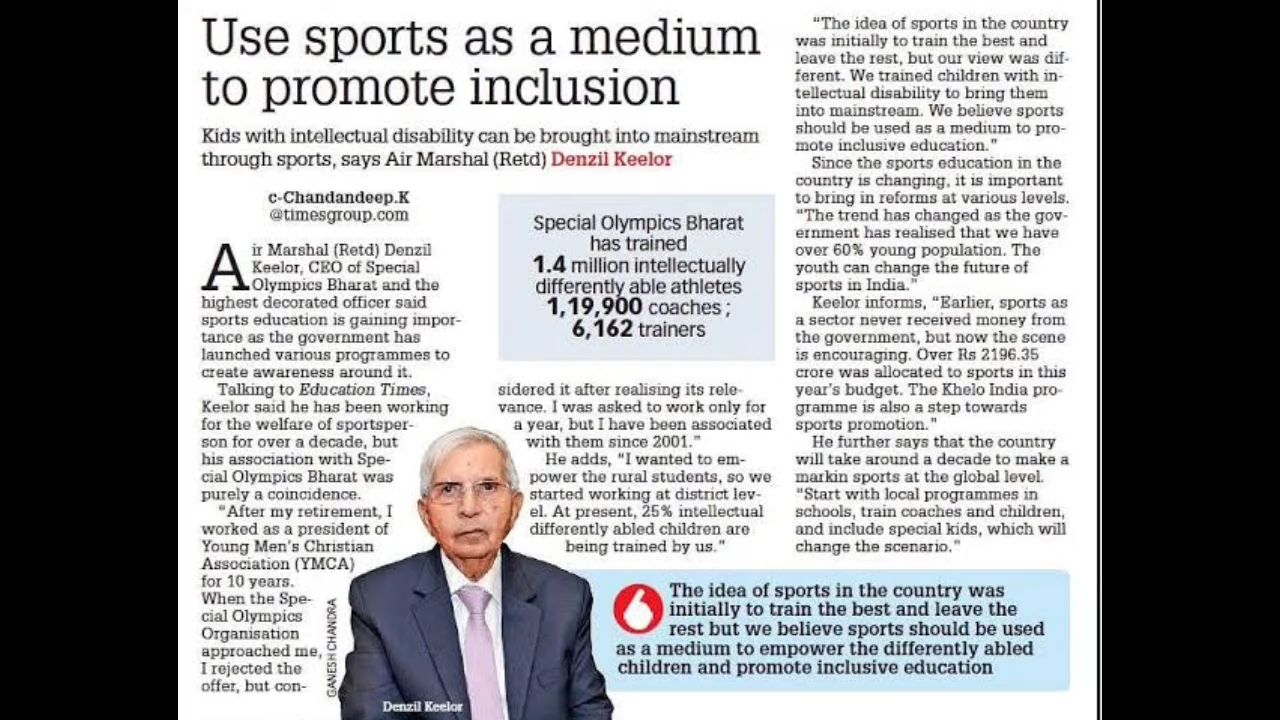 Use sports as a medium
to promote inclusion
Kids with intellectual disability can be brought into mainstream
through sports, says Air Marshal (Retd) Denzil Keelor
c-Chandandeep.K
@timesgroup.com
Air Marshal (Retd) Denzil
Keelor, CEO of Special
Olympics Bharat and the
highest decorated officer said
sports education is gaining impor-
tance as the government has
launched various programmes to
create awareness around it.
Talking to Education Times,
Keelor said he has been working
for the welfare of sportsper-
son for over a decade, but
his association with Spe-
cial Olympics Bharat was
purely a coincidence.
"After my retirement, I
worked as a president of
Young Men's Christian
Association (YMCA)
for 10 years.
When the Spe-
cial Olympics
Organisation
approached me,
I rejected the
offer, but con-
GANESH CHANDRA
Denzil Keelor
Special Olympics Bharat
has trained
1.4 million intellectually
differently able athletes
1,19,900 coaches ;
6,162 trainers
sidered it after realising its rele-
vance. I was asked to work only for
a year, but I have been associated
with them since 2001."
He adds, "I wanted to em-
power the rural students, so we
started working at district lev-
el. At present, 25% intellectual
differently abled children are
being trained by us."
"The idea of sports in the country
was initially to train the best and
leave the rest, but our view was dif-
ferent. We trained children with in-
tellectual disability to bring them
into mainstream. We believe sports
should be used as a medium to pro-
mote inclusive education."
Since the sports education in the
country is changing, it is important
to bring in reforms at various levels.
"The trend has changed as the gov-
ernment has realised that we have
over 60% young population. The
youth can change the future of
sports in India."
Keelor informs, "Earlier, sports as
a sector never received money from
the government, but now the scene
is encouraging. Over Rs 2196.35
crore was allocated to sports in this
year's budget. The Khelo India pro-
gramme is also a step towards
sports promotion."
He further says that the country
will take around a decade to make a
markin sports at the global level.
"Start with local programmes in
schools, train coaches and children,
and include special kids, which will
change the scenario."
The idea of sports in the country was
initially to train the best and leave the
rest but we believe sports should be used
as a medium to empower the differently abled
children and promote inclusive education